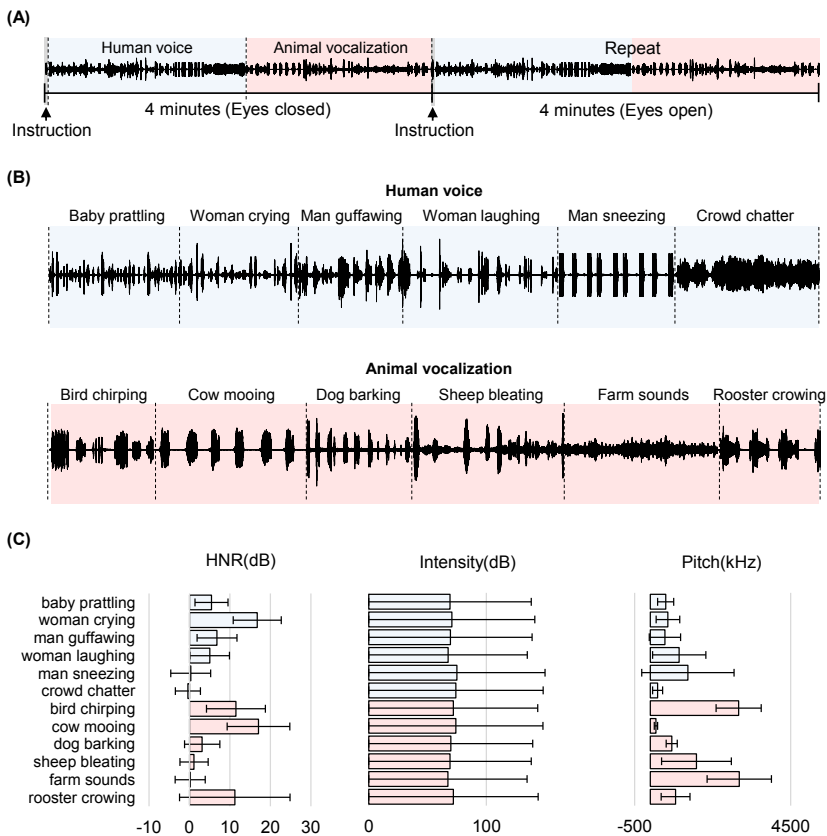 (A)
Human voice Animal vocalization Repeat
4 minutes (Eyes closed) 4 minutes (Eyes open)
Instruction Instruction
(B)
Human voice
Baby prattling Woman crying Man guffawing Woman laughing Man sneezing Crowd chatter
Animal vocalization
Bird chirping Cow mooing Dog barking Sheep bleating Farm sounds Rooster crowing
(C)
HNR(dB) Intensity(dB) Pitch(kHz)
baby prattling
woman crying
man guffawing
woman laughing
man sneezing
crowd chatter
bird chirping
cow mooing
dog barking
sheep bleating
farm sounds
rooster crowing
-10 0 10 20 30 0 100 -500 4500